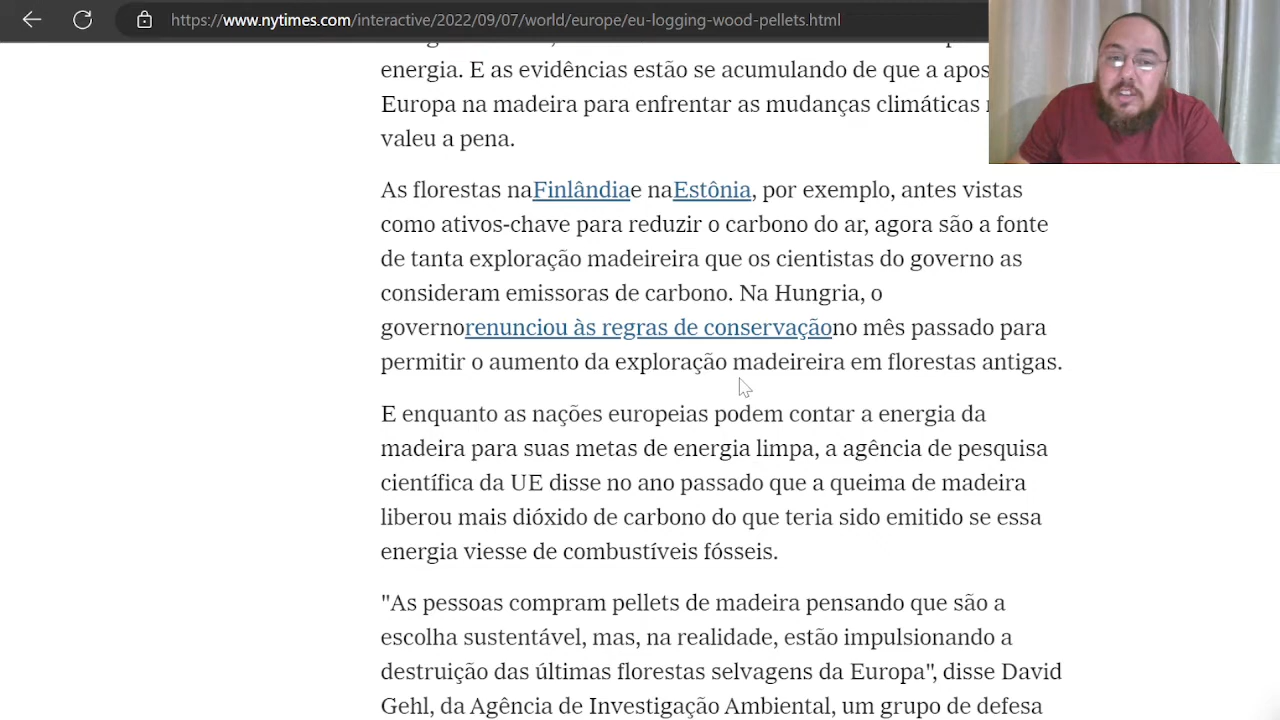 https://www.nytimes.com/interactive/2022/09/07/world/europe/eu-logging-wood-pellets.html
energia. E as evidências estão se acumulando de que a apos
Europa na madeira para enfrentar as mudanças climáticas
valeu a pena.
As florestas naFinlândiae naEstônia, por exemplo, antes vistas
como ativos-chave para reduzir o carbono do ar, agora são a fonte
de tanta exploração madeireira que os cientistas do governo as
consideram emissoras de carbono. Na Hungria, o
governorenunciou às regras de conservaçãono mês passado para
permitir o aumento da exploração madeireira em florestas antigas.
E enquanto as nações europeias podem contar a energia da
madeira para suas metas de energia limpa, a agência de pesquisa
científica da UE disse no ano passado que a queima de madeira
liberou mais dióxido de carbono do que teria sido emitido se essa
energia viesse de combustíveis fósseis.
"As pessoas compram pellets de madeira pensando que são a
escolha sustentável, mas, na realidade, estão impulsionando a
destruição das últimas florestas selvagens da Europa", disse David
Gehl, da Agência de Investigação Ambiental, um grupo de defesa